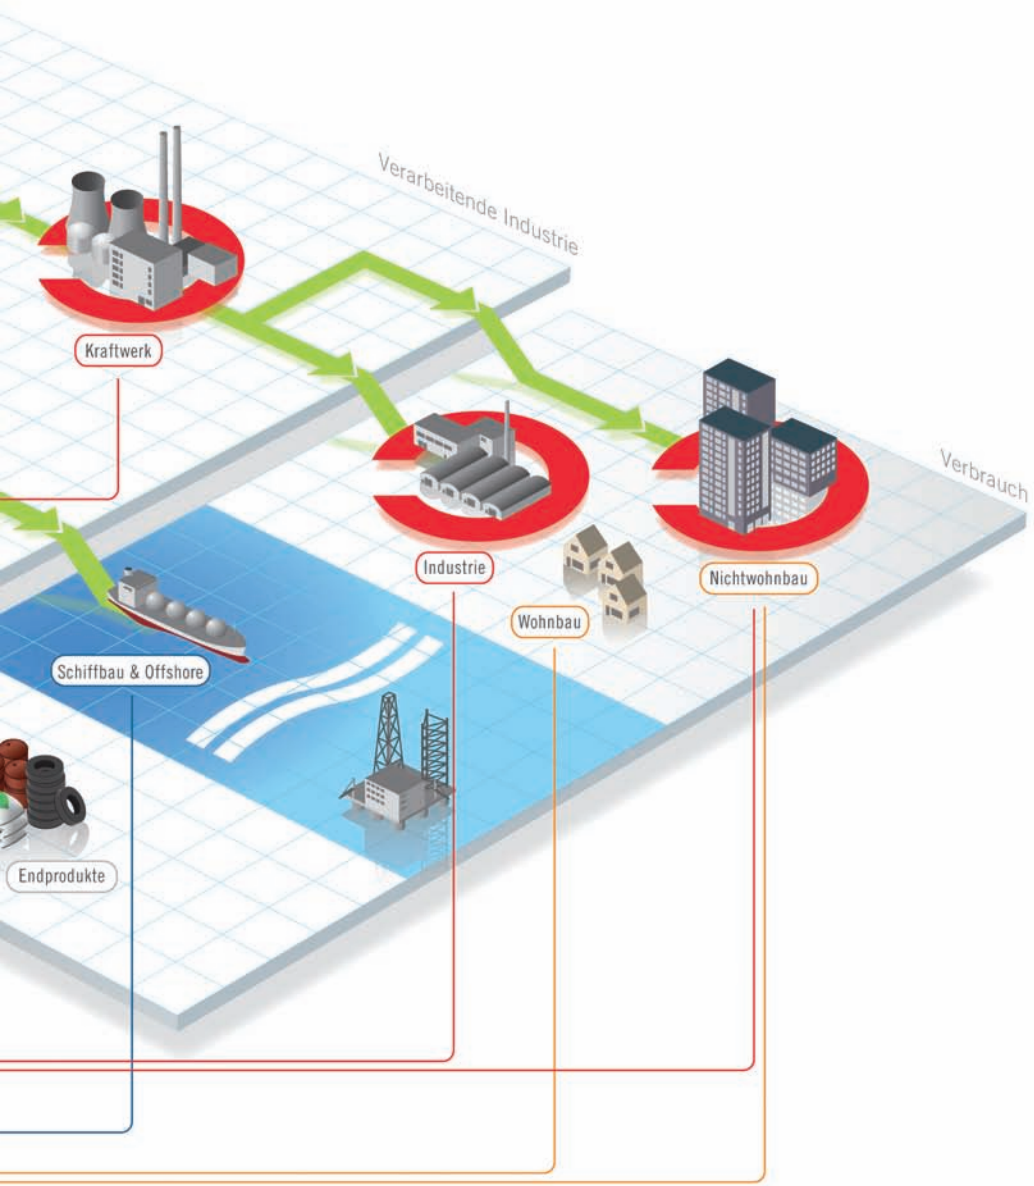 Verarbeitende Industrie
Kraftwerk
Verbrauch
Industrie
Nichtwohnbau
Wohnbau
Schiffbau & Offshore
Endprodukte